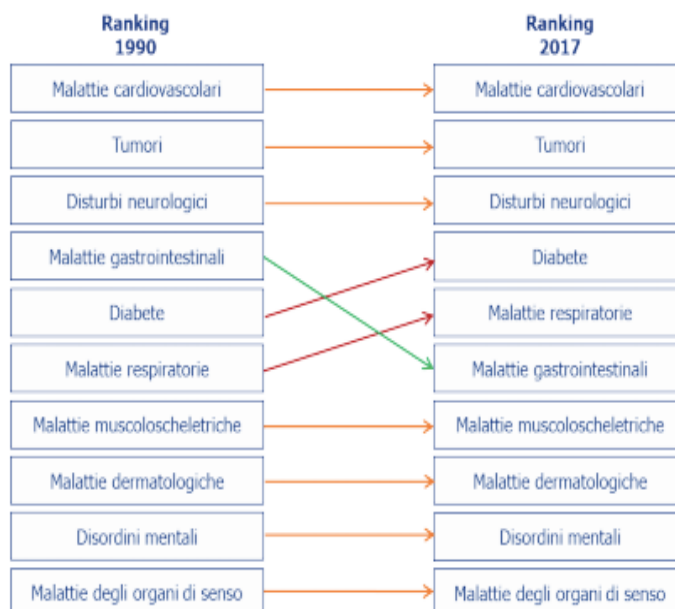 Ranking
1990
Malattie cardiovascolari
Tumori
Disturbi neurologici
Malattie gastrointestinali
Diabete
Malattie respiratorie
Malattie muscoloscheletriche
Malattie dermatologiche
Disordini mentali
Malattie degli organi di senso
Ranking
2017
Malattie cardiovascolari
Tumori
Disturbi neurologici
Diabete
Malattie respiratorie
Malattie gastrointestinali
Malattie muscoloscheletriche
Malattie dermatologiche
Disordini mentali
Malattie degli organi di senso